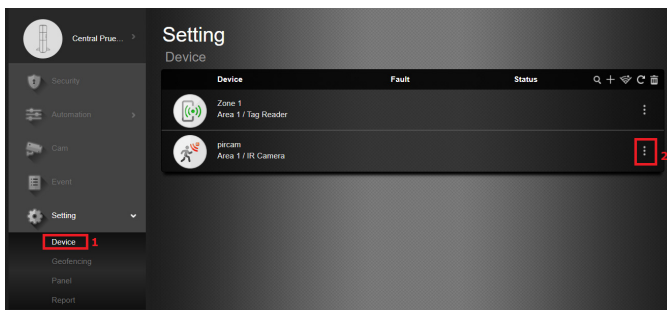 Central Prue...
Security
Automation
Cam
Event
Setting
Device
1
Geofencing
Panel
Report
Setting
Device
Device Fault Status
Zone 1
Area 1 / Tag Reader
pircam
Area 1 / IR Camera
2